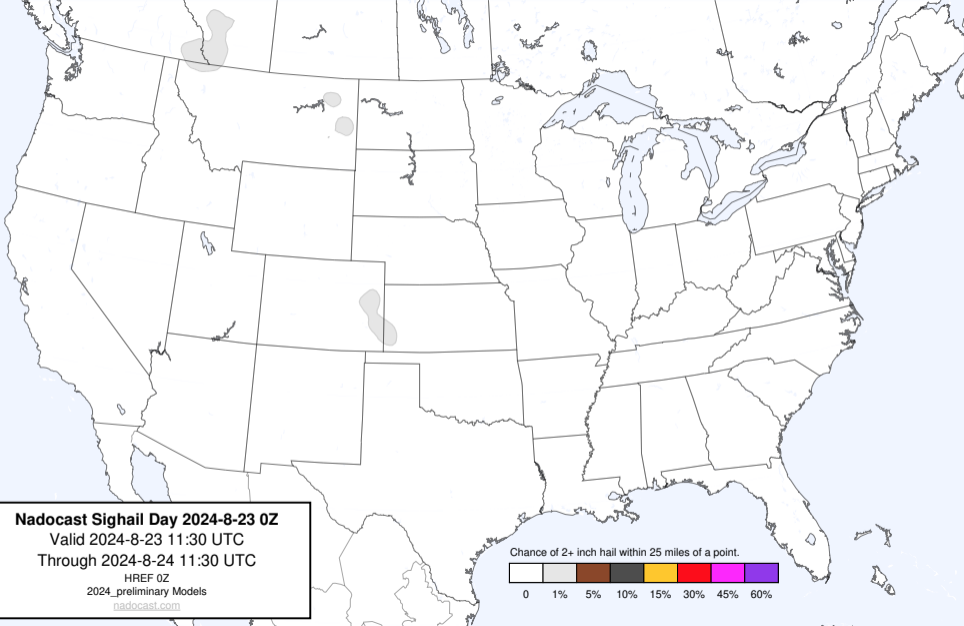 Nadocast Sighail Day 2024-8-23 0Z
Valid 2024-8-23 11:30 UTC
Through 2024-8-24 11:30 UTC
HREF 0Z
2024_preliminary Models
nadocast.com
Chance of 2+ inch hail within 25 miles of a point.
0 1% 5% 10% 15% 30% 45% 60%